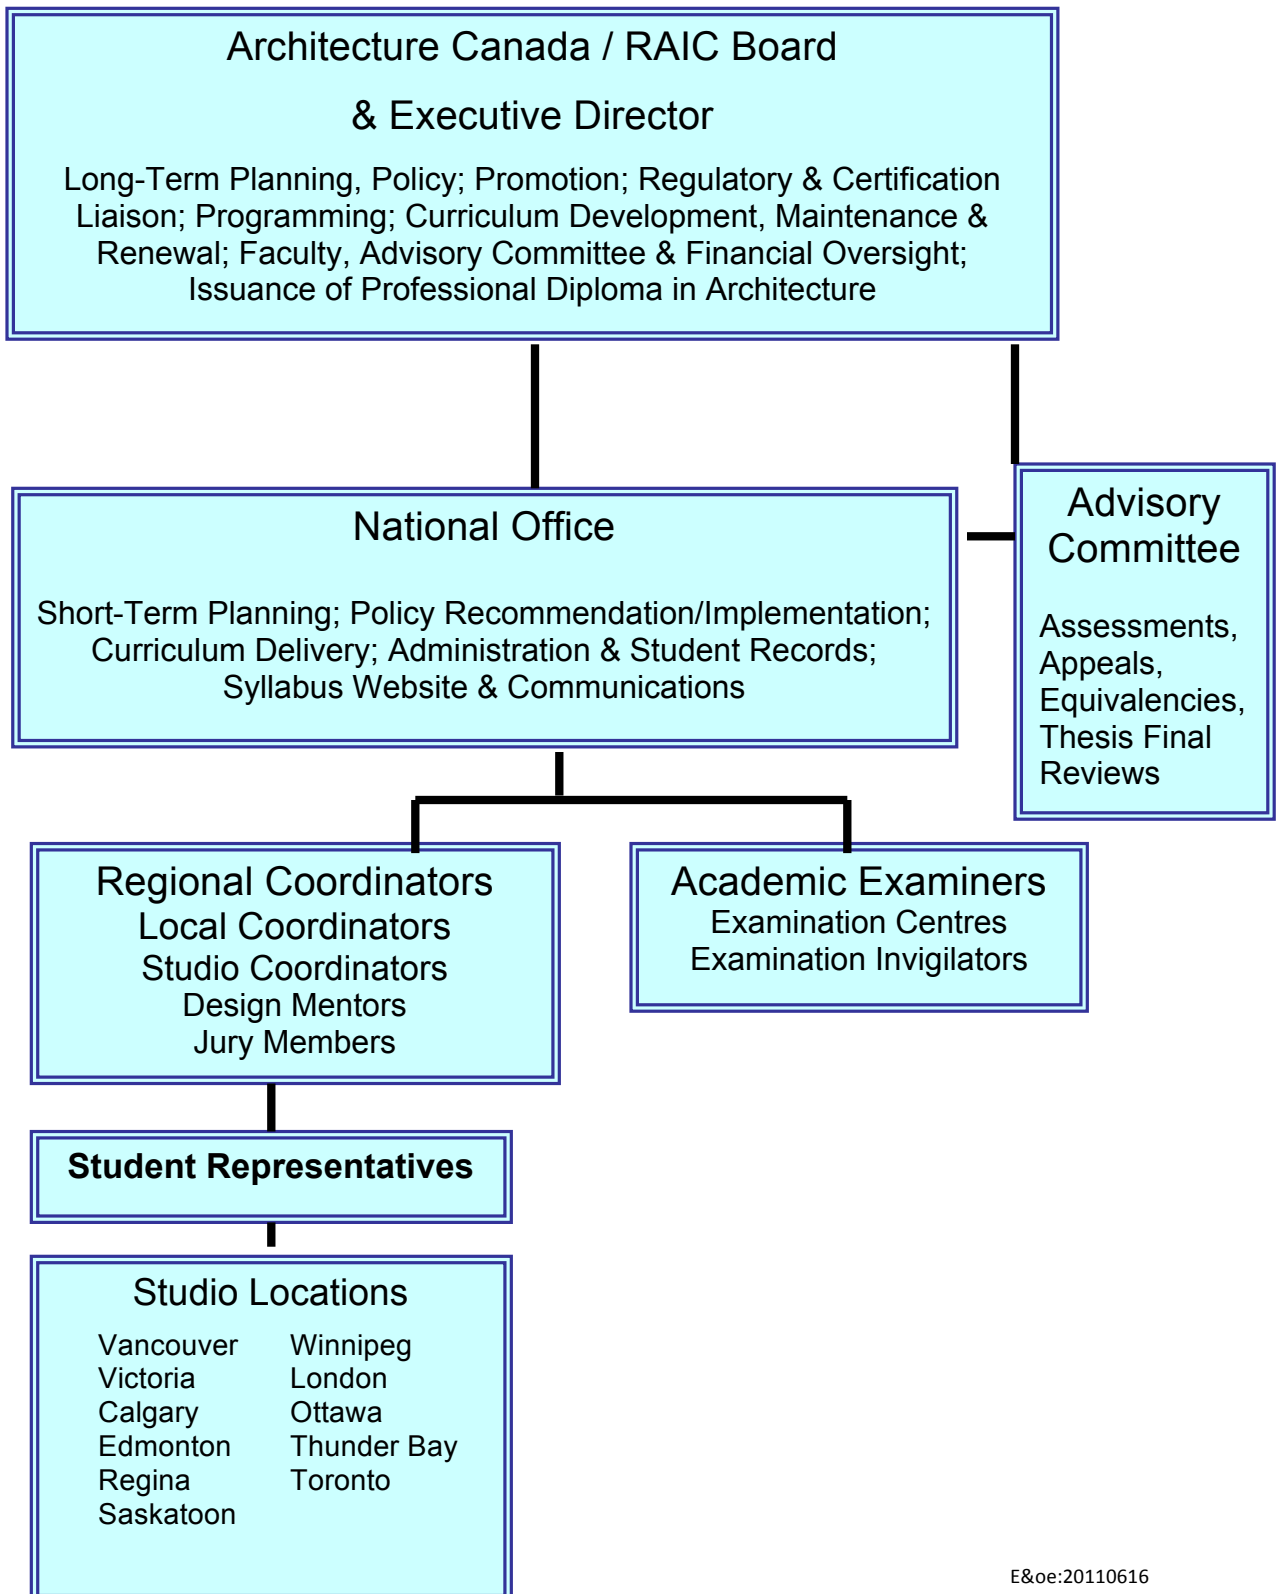 Architecture Canada / RAIC Board
& Executive Director
Long-Term Planning, Policy; Promotion; Regulatory & Certification
Liaison; Programming; Curriculum Development, Maintenance &
Renewal; Faculty, Advisory Committee & Financial Oversight;
Issuance of Professional Diploma in Architecture
National Office
Short-Term Planning; Policy Recommendation/Implementation;
Curriculum Delivery; Administration & Student Records;
Syllabus Website & Communications
Advisory
Committee
Assessments,
Appeals,
Equivalencies,
Thesis Final
Reviews
Regional Coordinators
Local Coordinators
Studio Coordinators
Design Mentors
Jury Members
Academic Examiners
Examination Centres
Examination Invigilators
Student Representatives
Studio Locations
Vancouver
Victoria
Calgary
Edmonton
Regina
Saskatoon
Winnipeg
London
Ottawa
Thunder Bay
Toronto
E&oe:20110616